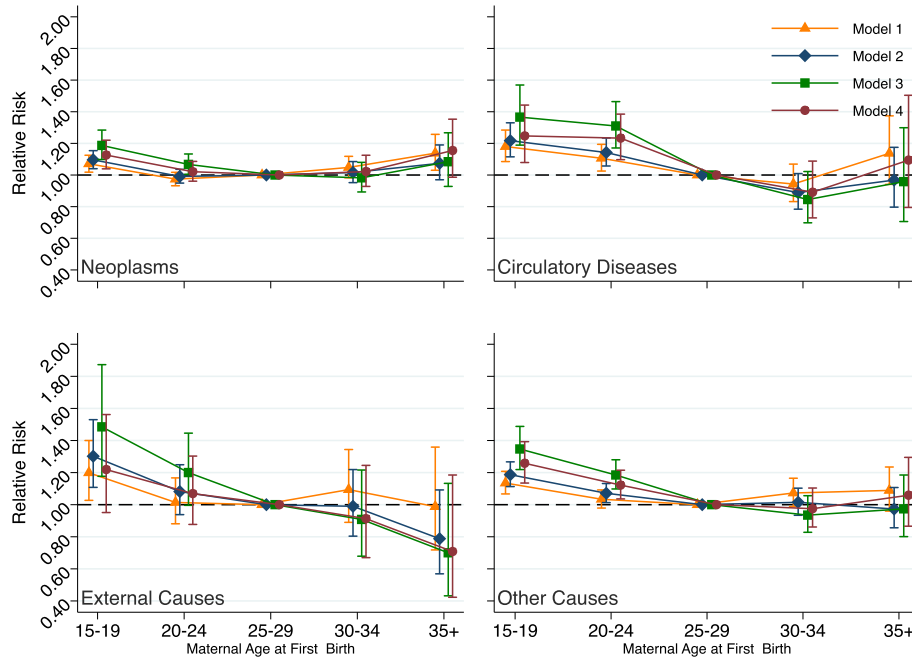 Relative Risk
2.00
1.80
1.60
1.40
1.20
1.00
0.80
0.60
0.40
Neoplasms
Model 1
Model 2
Model 3
Model 4
Circulatory Diseases
Relative Risk
2.00
1.80
1.60
1.40
1.20
1.00
0.80
0.60
0.40
External Causes
15-19 20-24 25-29 30-34 35+
Maternal Age at First Birth
Other Causes
15-19 20-24 25-29 30-34 35+
Maternal Age at First Birth